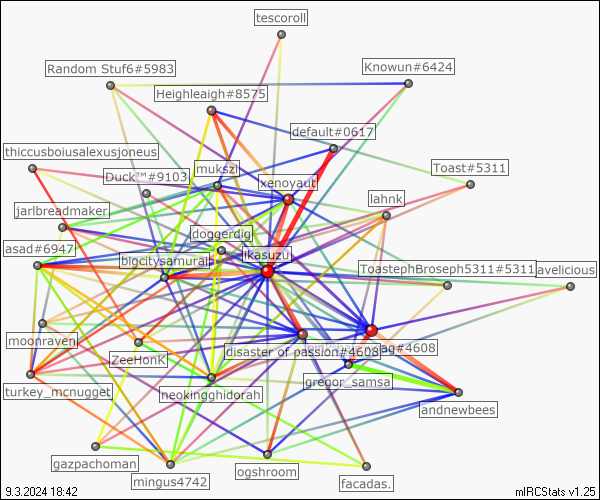 tescoroll
Random Stuf6#5983
Knowun#6424
Heighleaigh#8575
default#0617
thiccusboiusalexusjoneus
mukszi
Duck™#9103
Toast#5311
xenoyaut
lahnk
jarlbreadmaker
doggerdig
asad#6947
likasuzu
bigcitysamurai
ToastephBroseph5311#5311
avelicious
moonraven
ZeeHonK
disaster of passion#4608
ag#4608
gregor_samsa
turkey_mcnugget
neokingghidorah
andnewbees
gazpachoman
mingus4742
ogshroom
facadas.
9.3.2024 18:42
mIRCStats v1.25